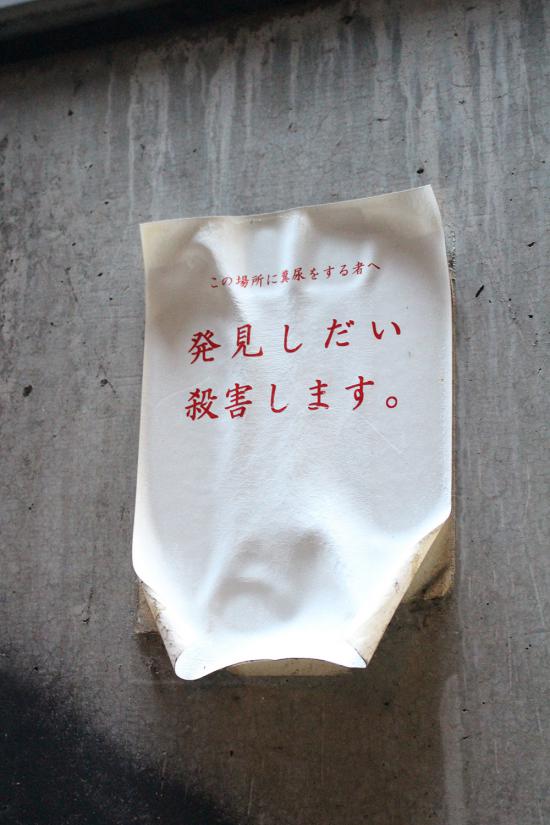 この場所に糞尿をする者へ
発見しだい
殺害します。